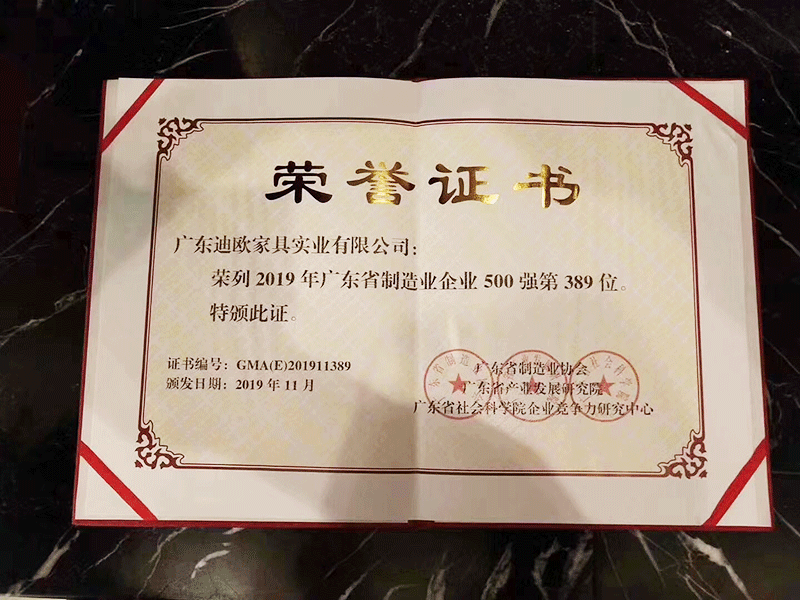 荣誉证书
广东迪欧家具实业有限公司：
荣列 2019 年广东省制造业企业 500 强第 389 位。
特颁此证。
证书编号：GMA(E)201911389
颁发日期：2019 年 11 月
广东省制造业协会
广东省产业发展研究院
广东省社会科学院企业竞争力研究中心